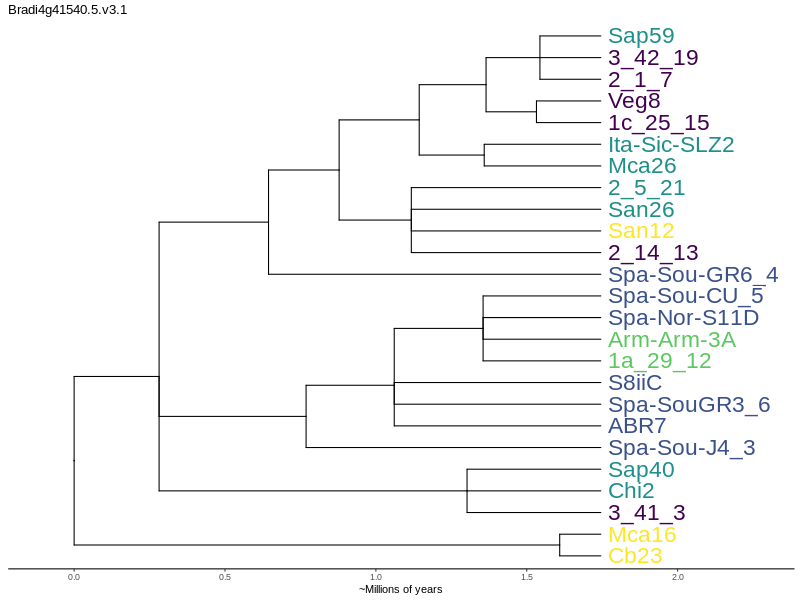 Bradi4g41540.5.v3.1
Sap59
3_42_19
2_1_7
Veg8
1c_25_15
Ita-Sic-SLZ2
Mca26
2_5_21
San26
San12
2_14_13
Spa-Sou-GR6_4
Spa-Sou-CU_5
Spa-Nor-S11D
Arm-Arm-3A
1a_29_12
S8iiC
Spa-SouGR3_6
ABR7
Spa-Sou-J4_3
Sap40
Chi2
3_41_3
Mca16
Cb23
0.0 0.5 1.0 1.5 2.0
~Millions of years